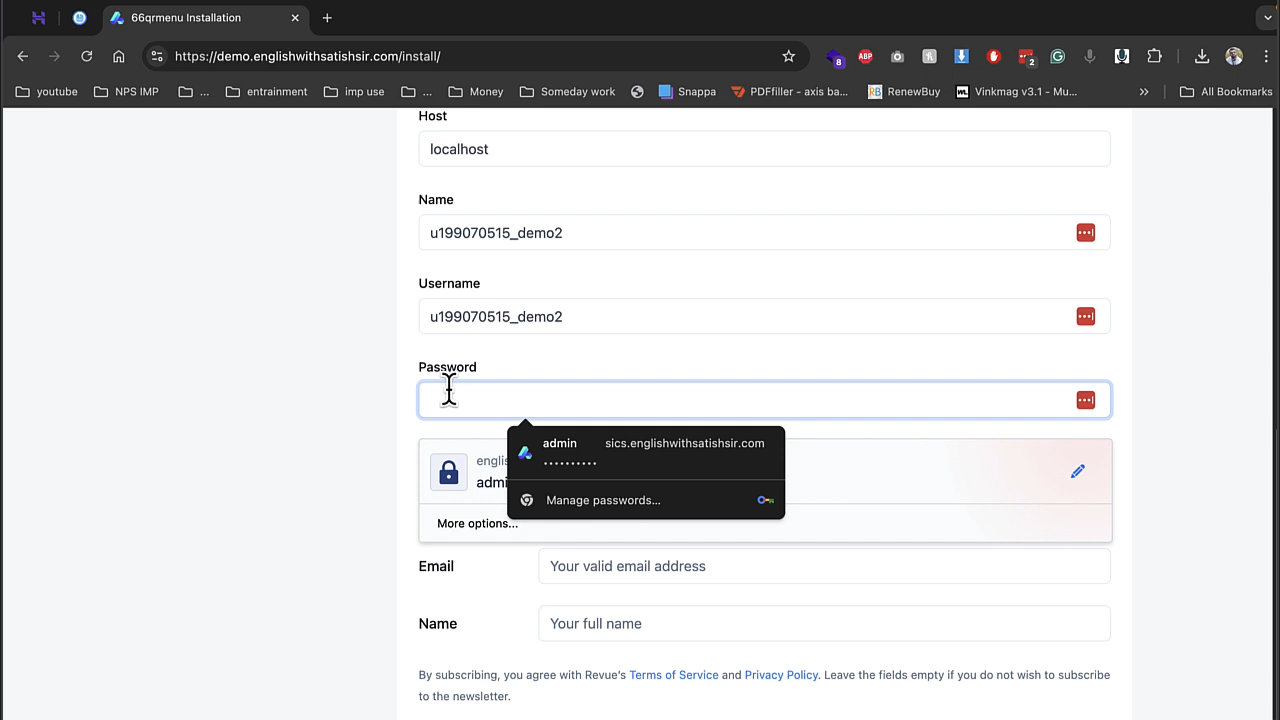 66qrmenu Installation
https://demo.englishwithsatishsir.com/install/
8
ABP
2
youtube NPS IMP ... entrainment imp use ... Money Someday work Snappa PDFfiller - axis ba... RenewBuy Vinkmag v3.1 - Mu... » All Bookmarks
Host
localhost
Name
u199070515_demo2
Username
u199070515_demo2
Password
admin sics.englishwithsatishsir.com
••••••••••
Manage passwords...
More options...
Email Your valid email address
Name Your full name
By subscribing, you agree with Revue's Terms of Service and Privacy Policy. Leave the fields empty if you do not wish to subscribe
to the newsletter.